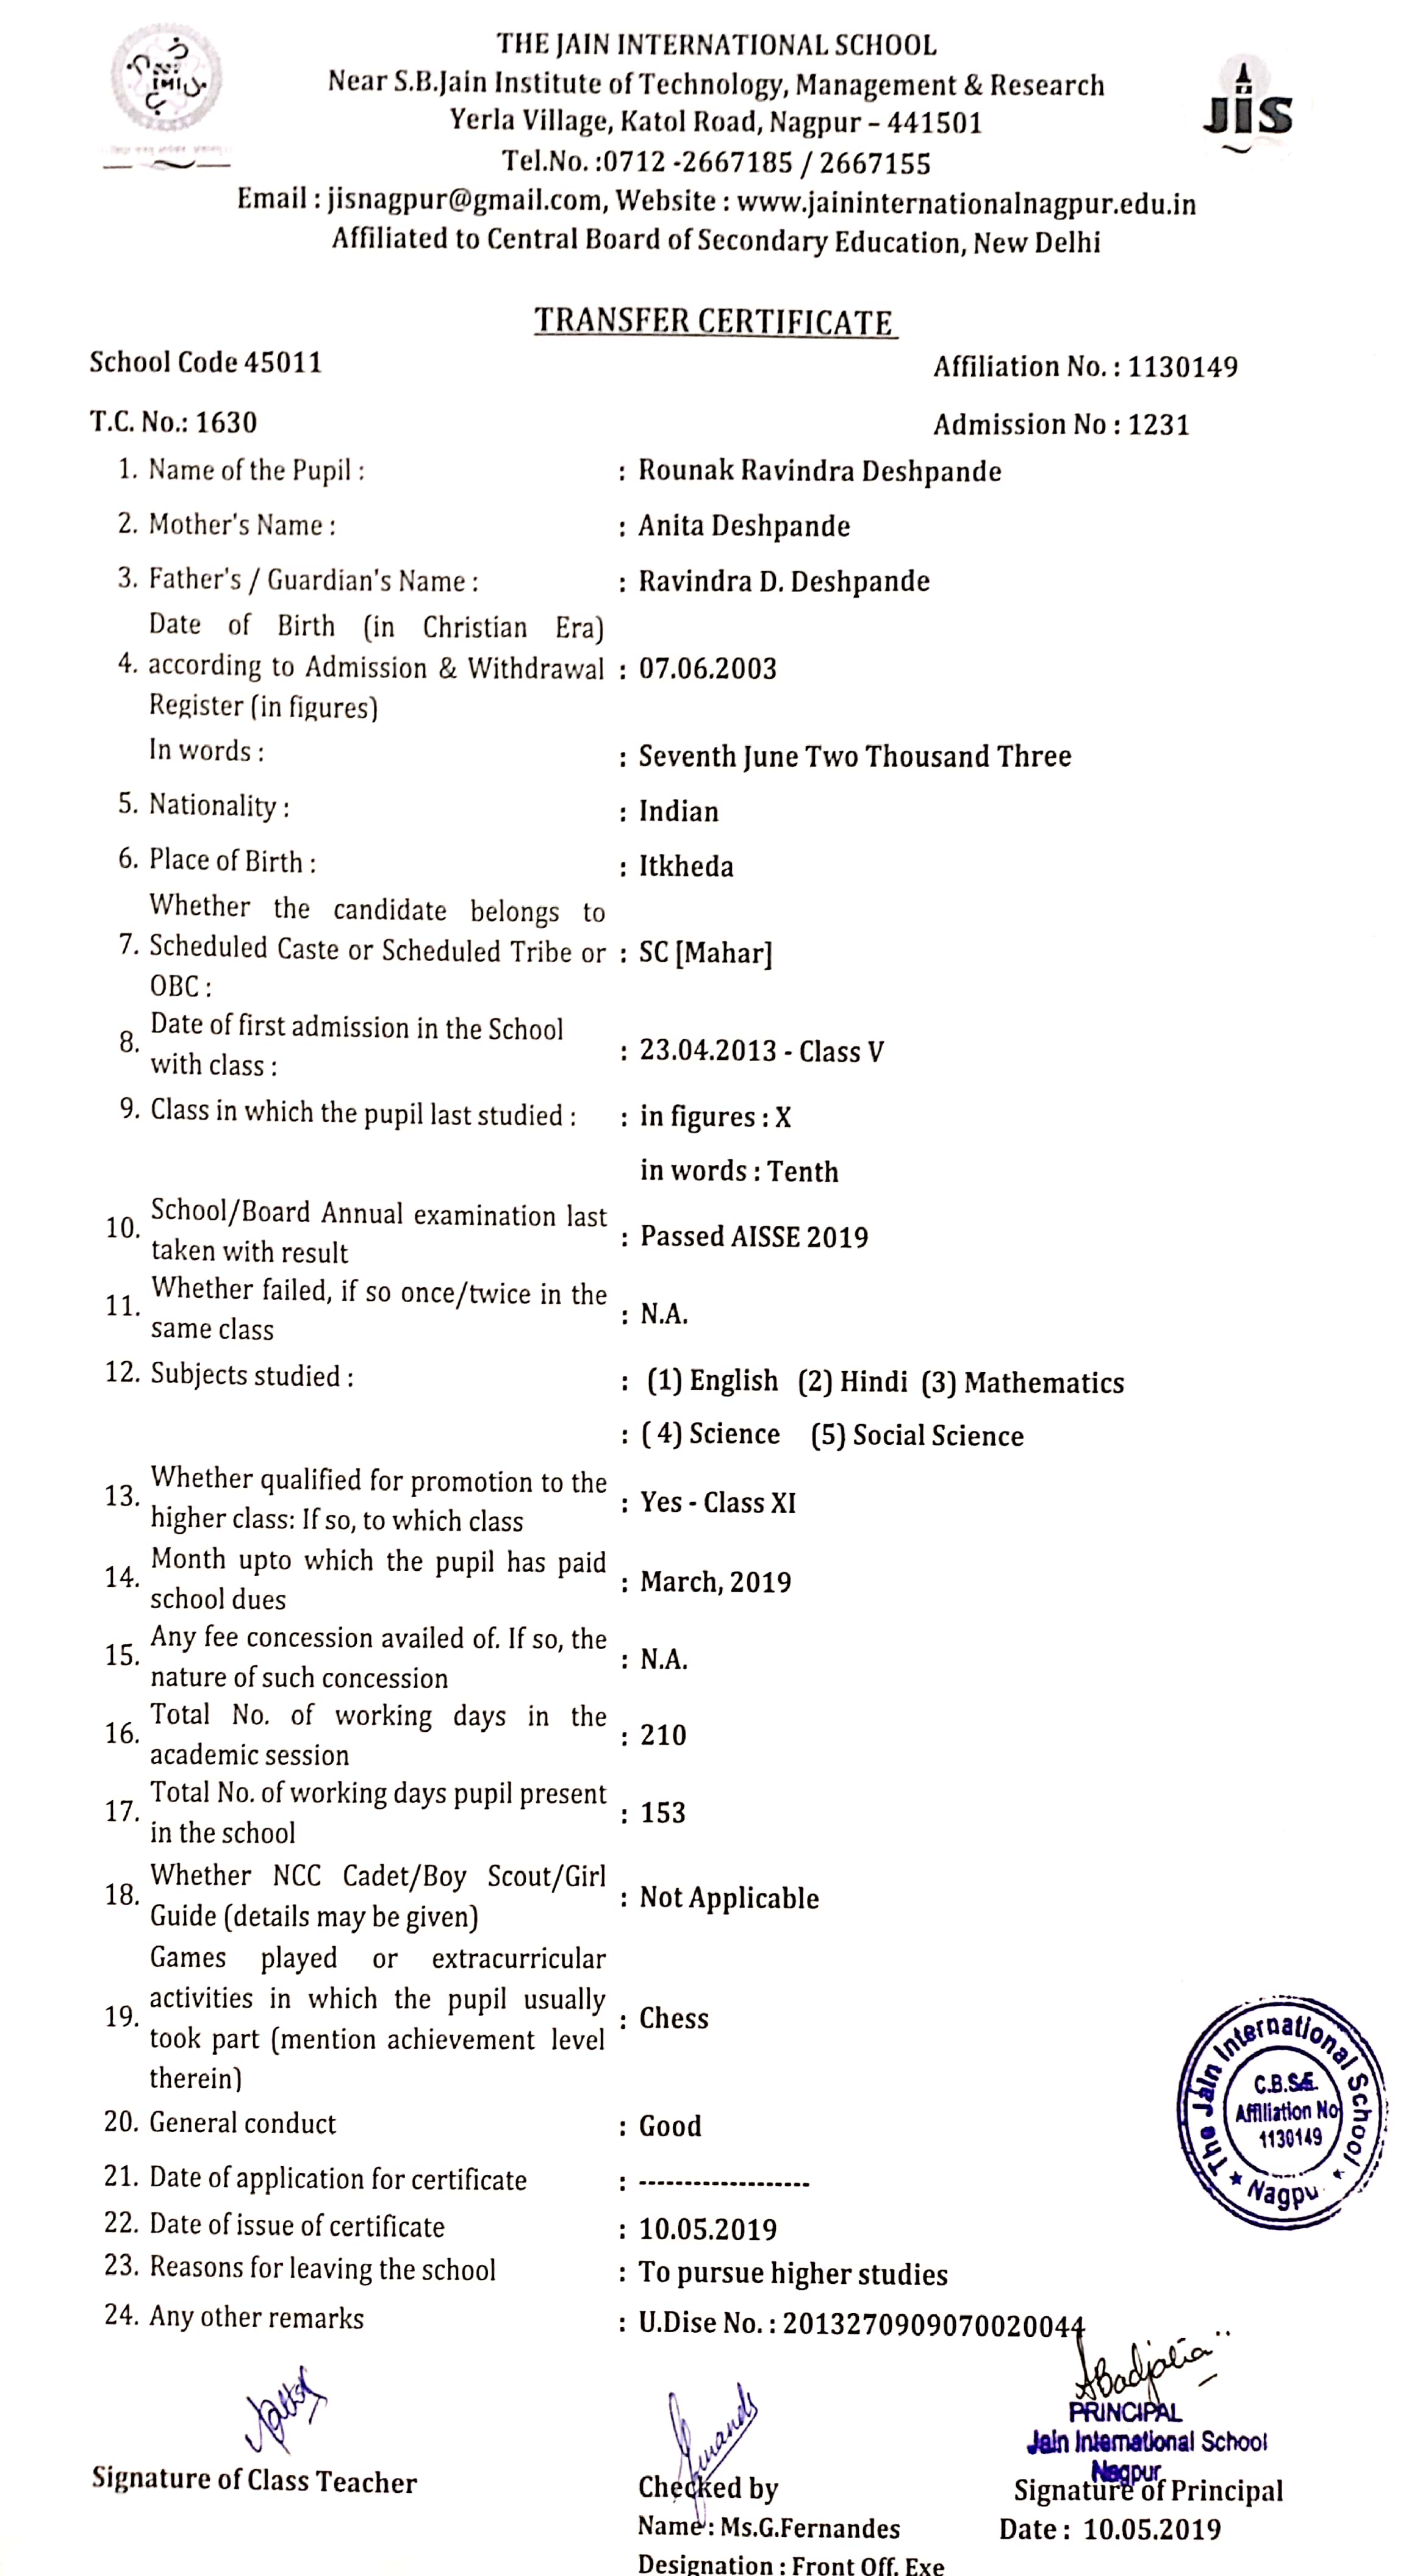 THE JAIN INTERNATIONAL SCHOOL
Near S.B.Jain Institute of Technology, Management & Research
Yerla Village, Katol Road, Nagpur – 441501
Tel.No. :0712 -2667185 / 2667155
Email : jisnagpur@gmail.com, Website : www.jaininternationalnagpur.edu.in
Affiliated to Central Board of Secondary Education, New Delhi
JIS
TRANSFER CERTIFICATE
School Code 45011 Affiliation No. : 1130149
T.C. No.: 1630 Admission No : 1231
1. Name of the Pupil : : Rounak Ravindra Deshpande
2. Mother's Name : : Anita Deshpande
3. Father's / Guardian's Name : : Ravindra D. Deshpande
Date of Birth (in Christian Era)
4. according to Admission & Withdrawal : 07.06.2003
Register (in figures)
In words : : Seventh June Two Thousand Three
5. Nationality : : Indian
6. Place of Birth : : Itkheda
Whether the candidate belongs to
7. Scheduled Caste or Scheduled Tribe or : SC [Mahar]
OBC :
8. Date of first admission in the School
with class : : 23.04.2013 - Class V
9. Class in which the pupil last studied : : in figures : X
in words : Tenth
10. School/Board Annual examination last
taken with result : Passed AISSE 2019
11. Whether failed, if so once/twice in the
same class : N.A.
12. Subjects studied : : (1) English (2) Hindi (3) Mathematics
: ( 4) Science (5) Social Science
13. Whether qualified for promotion to the
higher class: If so, to which class : Yes - Class XI
14. Month upto which the pupil has paid
school dues : March, 2019
15. Any fee concession availed of. If so, the
nature of such concession : N.A.
16. Total No. of working days in the
academic session : 210
17. Total No. of working days pupil present
in the school : 153
18. Whether NCC Cadet/Boy Scout/Girl
Guide (details may be given) : Not Applicable
Games played or extracurricular
19. activities in which the pupil usually
took part (mention achievement level : Chess
therein)
The Jain International School
C.B.S.E.
Affiliation No
1130149
★ Nagpu ★
20. General conduct : Good
21. Date of application for certificate : -------------------
22. Date of issue of certificate : 10.05.2019
23. Reasons for leaving the school : To pursue higher studies
24. Any other remarks : U.Dise No. : 2013270909070020044
PRINCIPAL
Jain International School
Nagpur
Signature of Class Teacher Checked by Signature of Principal
Name : Ms.G.Fernandes Date : 10.05.2019
Designation : Front Off. Exe